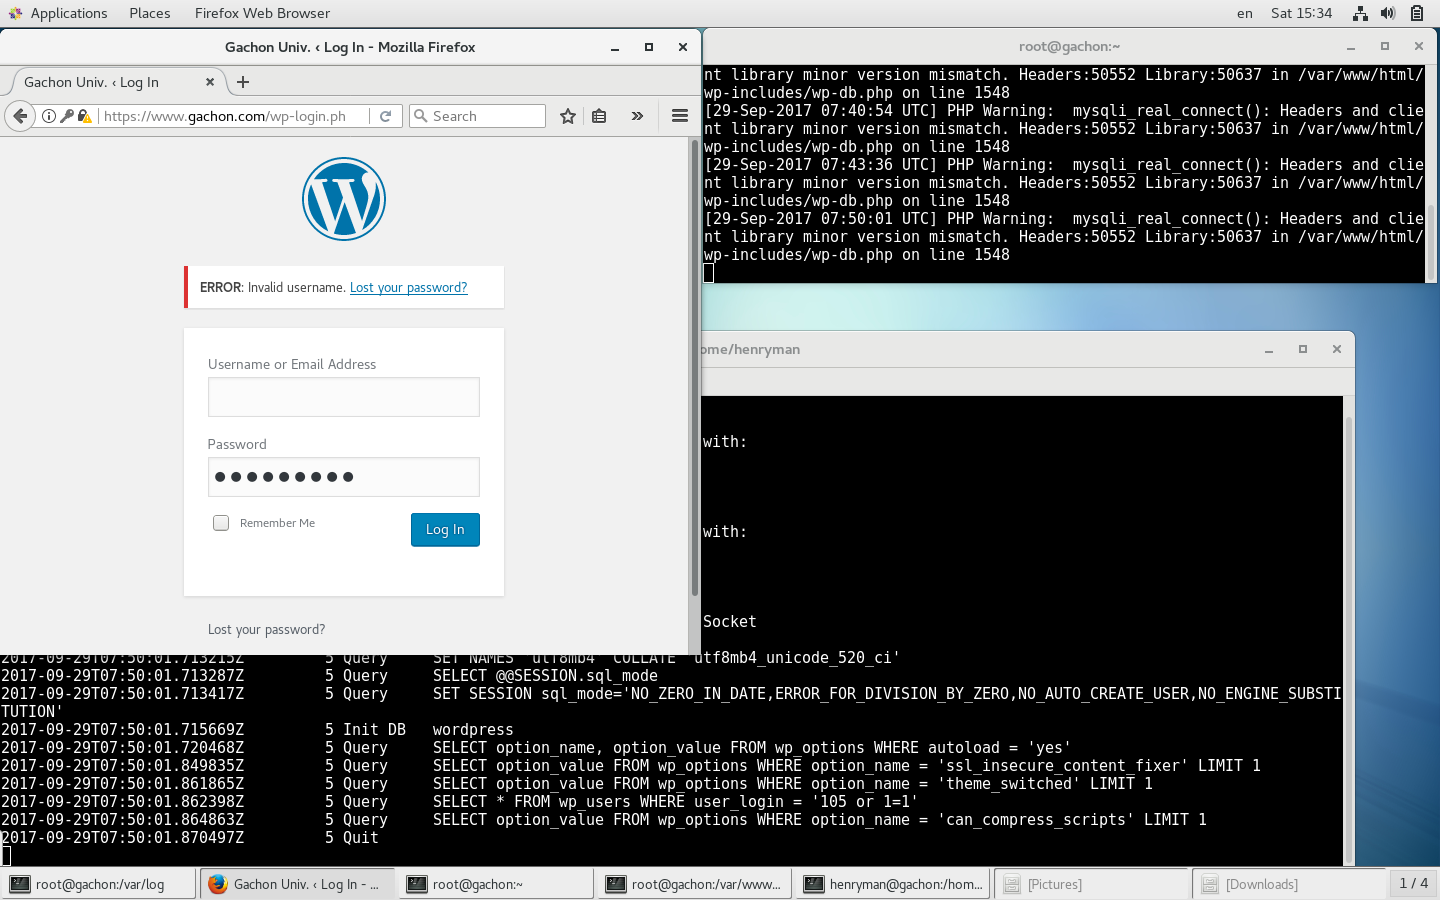 Applications Places Firefox Web Browser en Sat 15:34
Gachon Univ. ‹ Log In - Mozilla Firefox
Gachon Univ. ‹ Log In
https://www.gachon.com/wp-login.ph
Search
ERROR: Invalid username. Lost your password?
Username or Email Address
Password
Remember Me
Log In
Lost your password?
root@gachon:~
nt library minor version mismatch. Headers:50552 Library:50637 in /var/www/html/
wp-includes/wp-db.php on line 1548
[29-Sep-2017 07:40:54 UTC] PHP Warning:  mysqli_real_connect(): Headers and clie
nt library minor version mismatch. Headers:50552 Library:50637 in /var/www/html/
wp-includes/wp-db.php on line 1548
[29-Sep-2017 07:43:36 UTC] PHP Warning:  mysqli_real_connect(): Headers and clie
nt library minor version mismatch. Headers:50552 Library:50637 in /var/www/html/
wp-includes/wp-db.php on line 1548
[29-Sep-2017 07:50:01 UTC] PHP Warning:  mysqli_real_connect(): Headers and clie
nt library minor version mismatch. Headers:50552 Library:50637 in /var/www/html/
wp-includes/wp-db.php on line 1548
ome/henryman
with:
with:
Socket
2017-09-29T07:50:01.713215Z 5 Query SET NAMES 'utf8mb4' COLLATE 'utf8mb4_unicode_520_ci'
2017-09-29T07:50:01.713287Z 5 Query SELECT @@SESSION.sql_mode
2017-09-29T07:50:01.713417Z 5 Query SET SESSION sql_mode='NO_ZERO_IN_DATE,ERROR_FOR_DIVISION_BY_ZERO,NO_AUTO_CREATE_USER,NO_ENGINE_SUBSTI
TUTION'
2017-09-29T07:50:01.715669Z 5 Init DB wordpress
2017-09-29T07:50:01.720468Z 5 Query SELECT option_name, option_value FROM wp_options WHERE autoload = 'yes'
2017-09-29T07:50:01.849835Z 5 Query SELECT option_value FROM wp_options WHERE option_name = 'ssl_insecure_content_fixer' LIMIT 1
2017-09-29T07:50:01.861865Z 5 Query SELECT option_value FROM wp_options WHERE option_name = 'theme_switched' LIMIT 1
2017-09-29T07:50:01.862398Z 5 Query SELECT * FROM wp_users WHERE user_login = '105 or 1=1'
2017-09-29T07:50:01.864863Z 5 Query SELECT option_value FROM wp_options WHERE option_name = 'can_compress_scripts' LIMIT 1
2017-09-29T07:50:01.870497Z 5 Quit
root@gachon:/var/log Gachon Univ. ‹ Log In - ... root@gachon:~ root@gachon:/var/www... henryman@gachon:/hom... [Pictures] [Downloads] 1 / 4